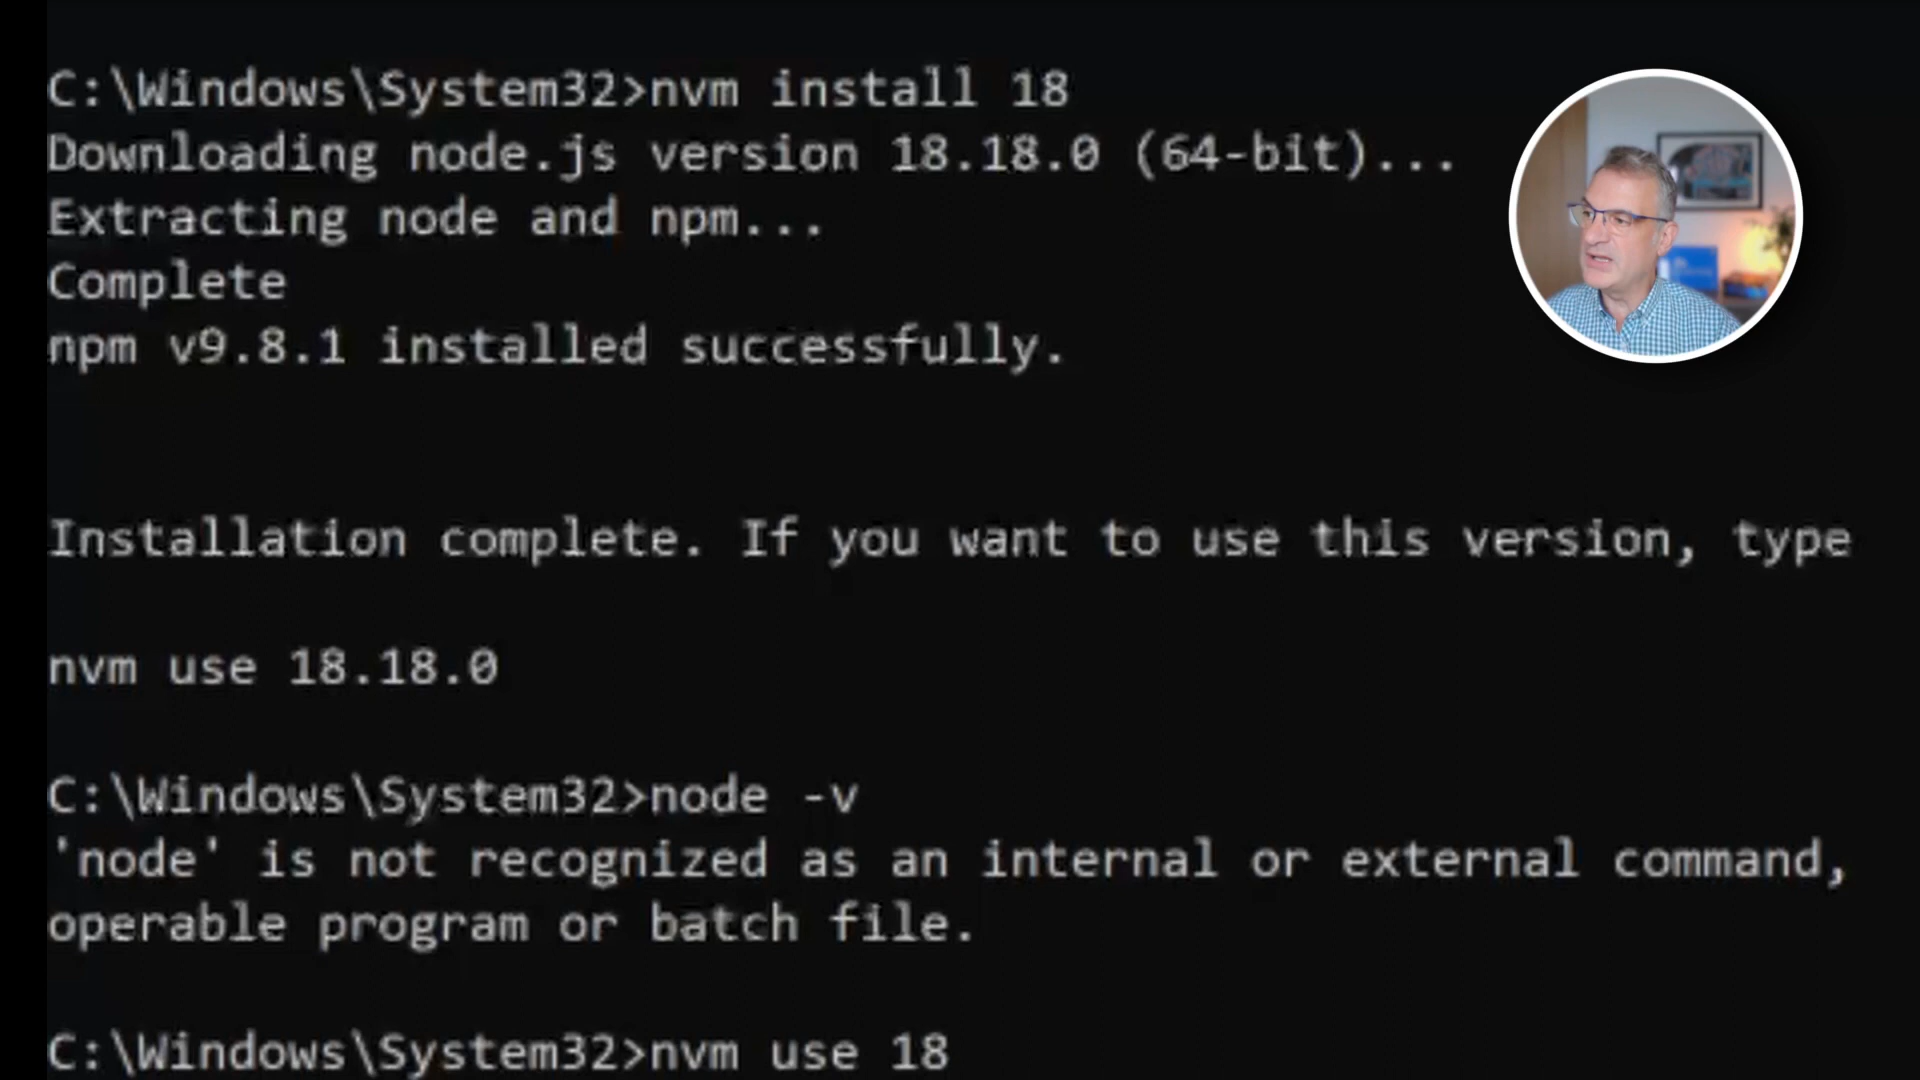 C:\Windows\System32>nvm install 18
Downloading node.js version 18.18.0 (64-bit)...
Extracting node and npm...
Complete
npm v9.8.1 installed successfully.
Installation complete. If you want to use this version, type
nvm use 18.18.0
C:\Windows\System32>node -v
'node' is not recognized as an internal or external command,
operable program or batch file.
C:\Windows\System32>nvm use 18